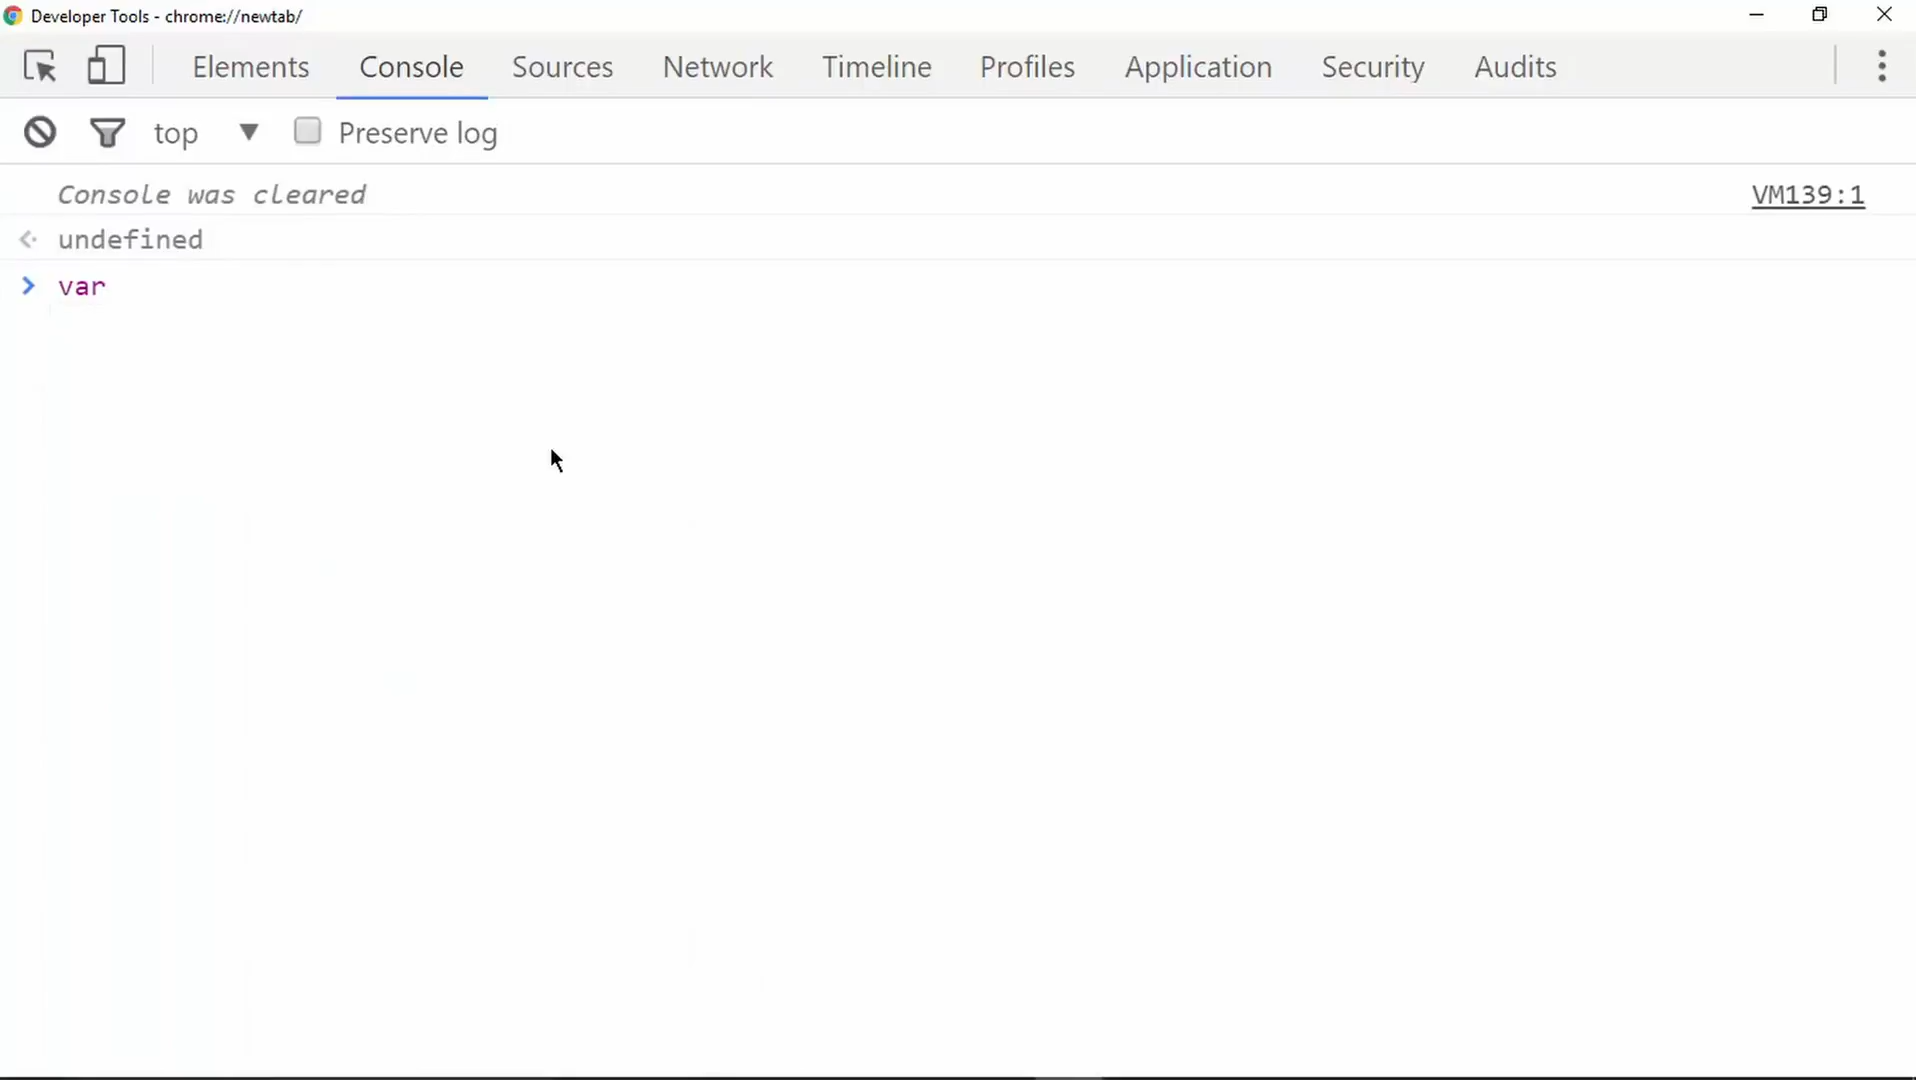 Developer Tools - chrome://newtab/
Elements Console Sources Network Timeline Profiles Application Security Audits
top Preserve log
Console was cleared VM139:1
undefined
var